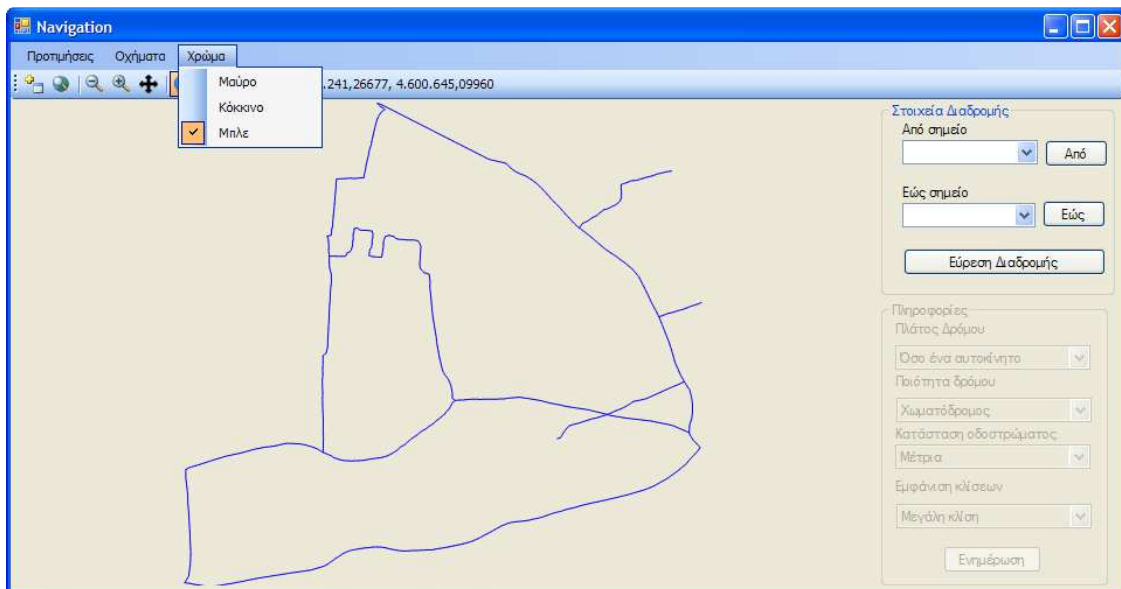 Navigation
Προτιμήσεις Οχήματα Χρώμα
.241,26677, 4.600.645,09960
Μαύρο
Κόκκινο
Μπλε
Στοιχεία Διαδρομής
Από σημείο
Από
Εώς σημείο
Εώς
Εύρεση Διαδρομής
Πληροφορίες
Πλάτος Δρόμου
Όσο ένα αυτοκίνητο
Ποιότητα δρόμου
Χωματόδρομος
Κατάσταση οδοστρώματος
Μέτρια
Εμφάνιση κλίσεων
Μεγάλη κλίση
Ενημέρωση